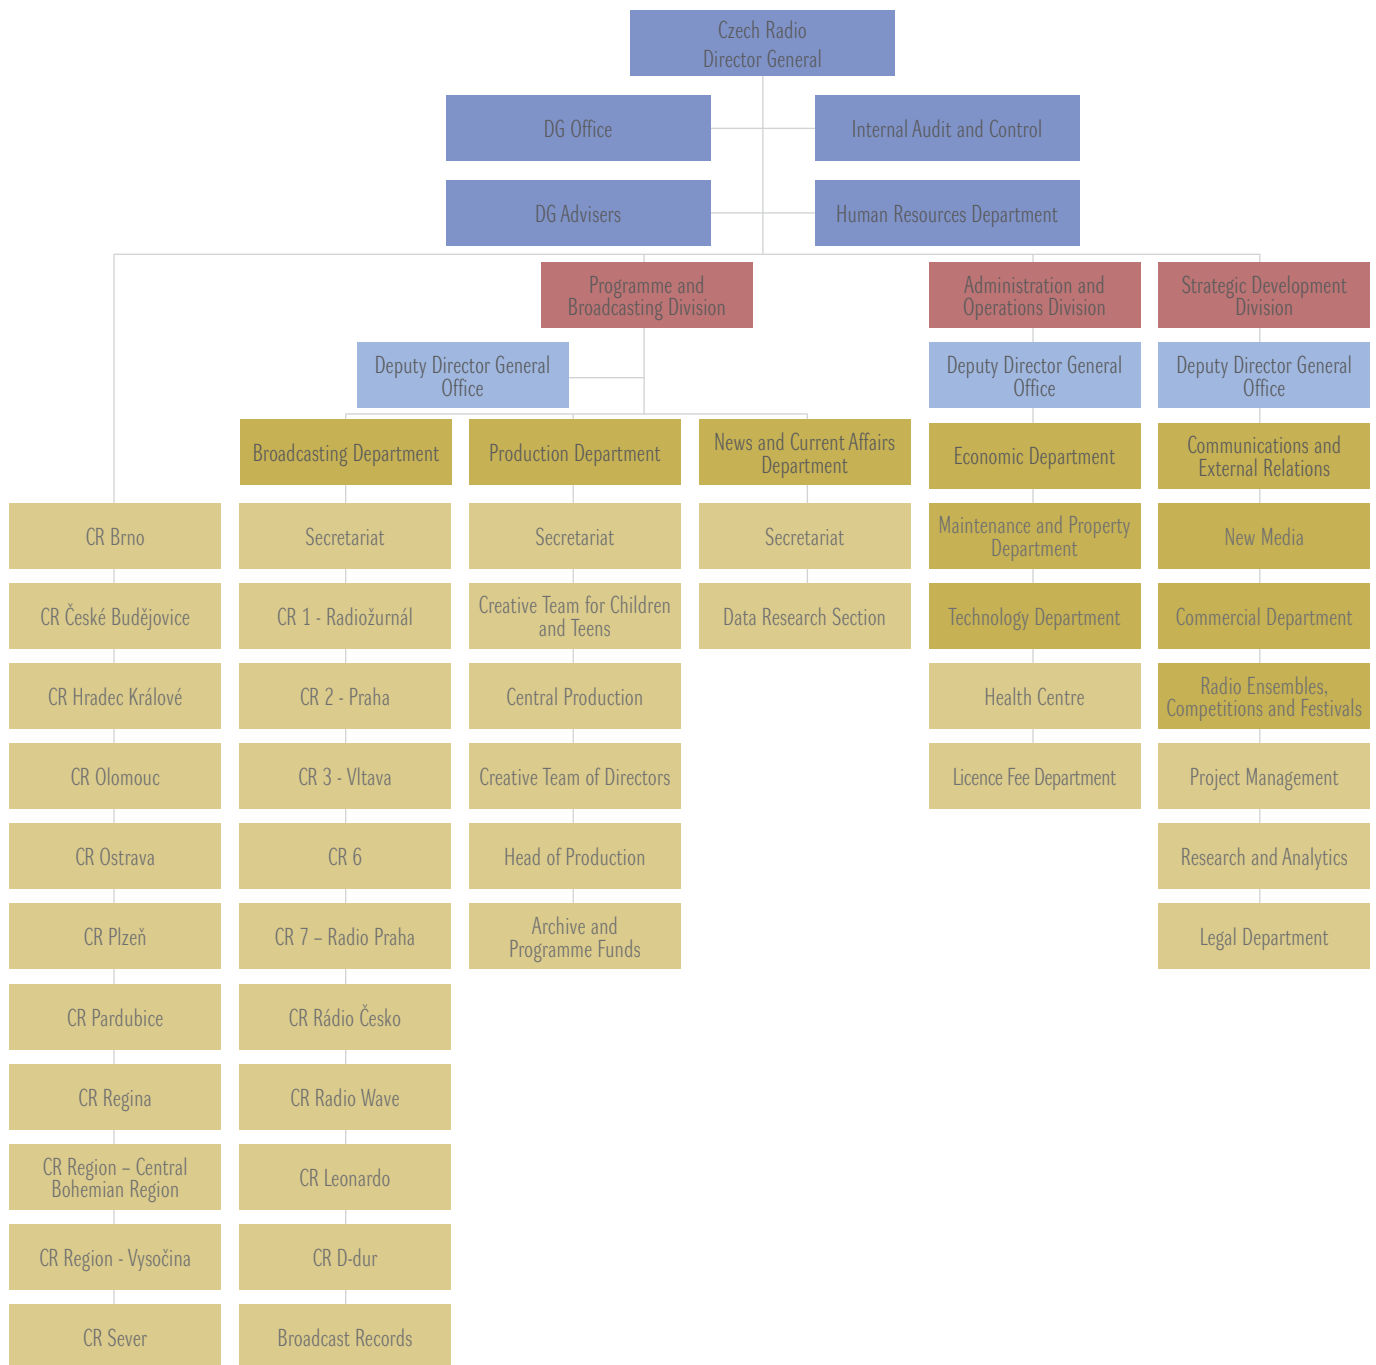 Czech Radio
Director General
DG Office
Internal Audit and Control
DG Advisers
Human Resources Department
Programme and
Broadcasting Division
Administration and
Operations Division
Strategic Development
Division
Deputy Director General
Office
Deputy Director General
Office
Deputy Director General
Office
Broadcasting Department
Production Department
News and Current Affairs
Department
Economic Department
Communications and
External Relations
CR Brno
Secretariat
Secretariat
Secretariat
Maintenance and Property
Department
New Media
CR České Budějovice
CR 1 - Radiožurnál
Creative Team for Children
and Teens
Data Research Section
Technology Department
Commercial Department
CR Hradec Králové
CR 2 - Praha
Central Production
Health Centre
Radio Ensembles,
Competitions and Festivals
CR Olomouc
CR 3 - Vltava
Creative Team of Directors
Licence Fee Department
Project Management
CR Ostrava
CR 6
Head of Production
Research and Analytics
CR Plzeň
CR 7 – Radio Praha
Archive and
Programme Funds
Legal Department
CR Pardubice
CR Rádio Česko
CR Regina
CR Radio Wave
CR Region – Central
Bohemian Region
CR Leonardo
CR Region - Vysočina
CR D-dur
CR Sever
Broadcast Records